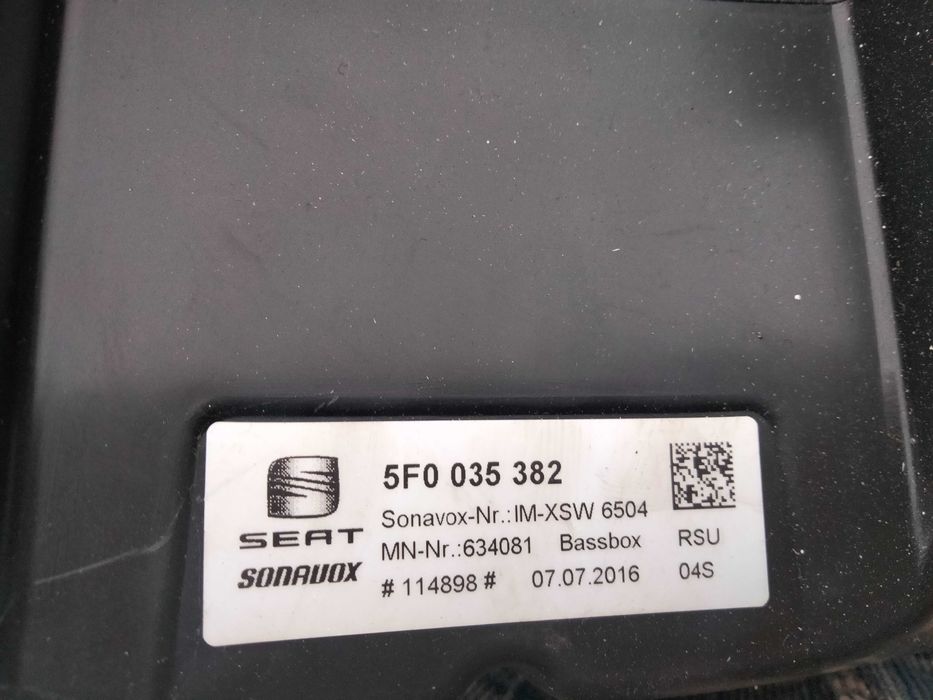 5F0 035 382
Sonavox-Nr.:IM-XSW 6504
SEAT
MN-Nr.:634081 Bassbox RSU
SONAVOX
# 114898 # 07.07.2016 04S